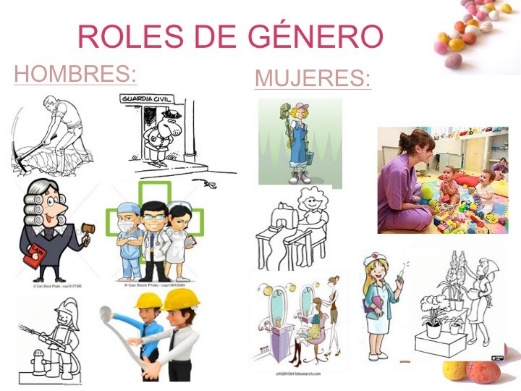 ROLES DE GÉNERO
HOMBRES:
MUJERES:
GUARDIA CIVIL